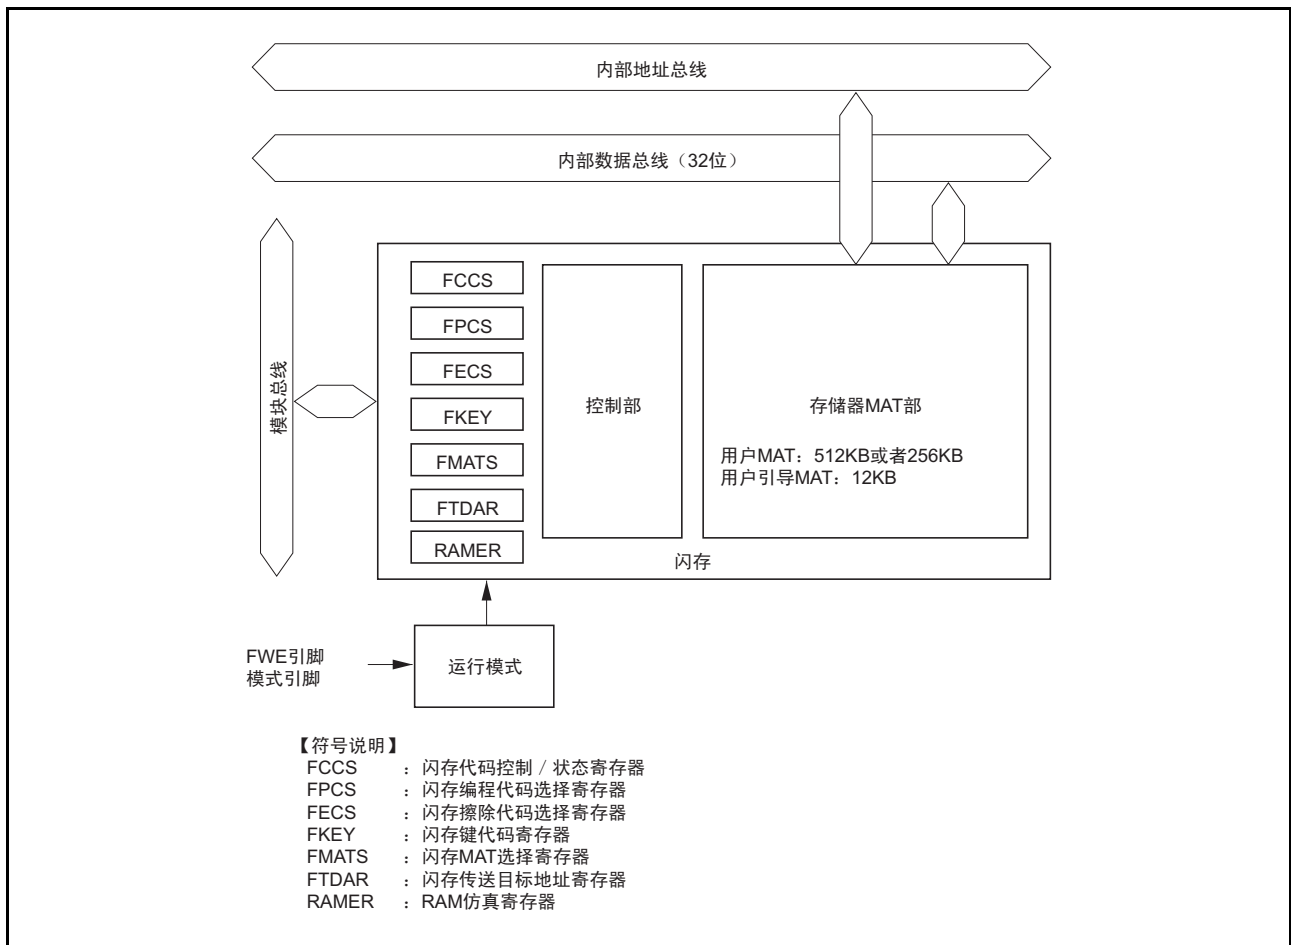 内部地址总线
内部数据总线（32位）
模块总线
FCCS
FPCS
FECS
FKEY
FMATS
FTDAR
RAMER
控制部
存储器MAT部
用户MAT：512KB或者256KB
用户引导MAT：12KB
闪存
FWE引脚
模式引脚
运行模式
【符号说明】
FCCS ：闪存代码控制／状态寄存器
FPCS ：闪存编程代码选择寄存器
FECS ：闪存擦除代码选择寄存器
FKEY ：闪存键代码寄存器
FMATS ：闪存MAT选择寄存器
FTDAR ：闪存传送目标地址寄存器
RAMER ：RAM仿真寄存器